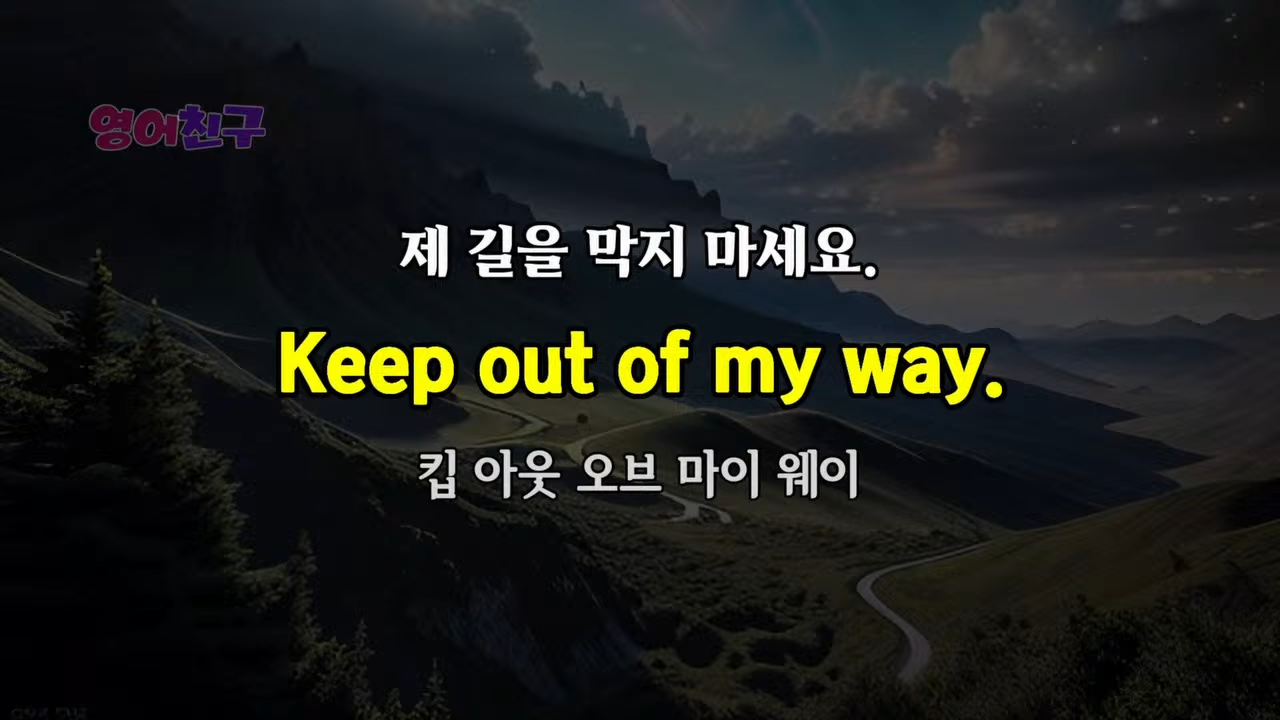 영어친구
제 길을 막지 마세요.
Keep out of my way.
킵 아웃 오브 마이 웨이